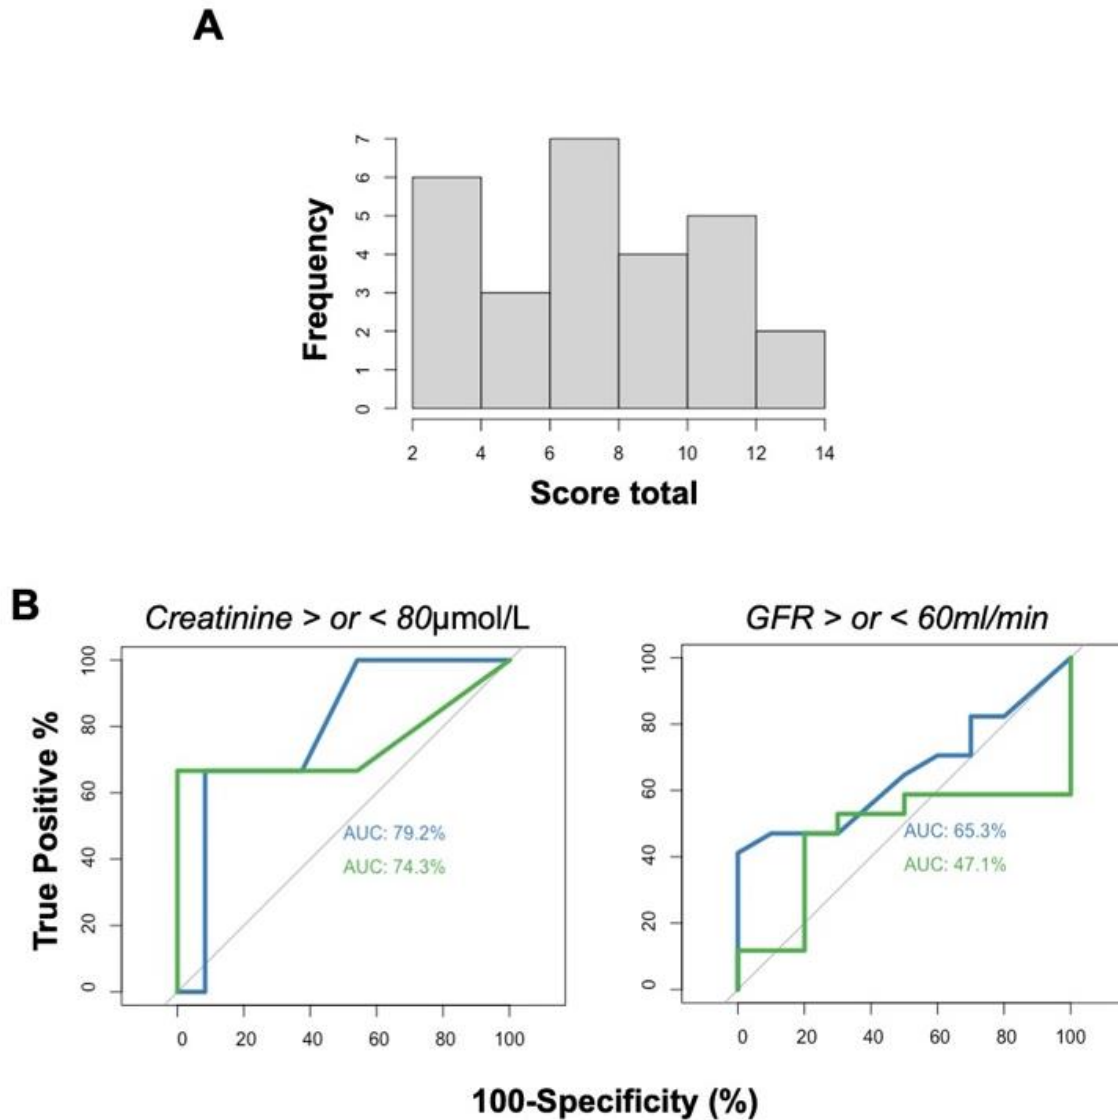 A
Frequency
7
6
5
4
3
2
1
0
2 4 6 8 10 12 14
Score total
B
Creatinine > or < 80µmol/L
GFR > or < 60ml/min
True Positive %
100
80
60
40
20
0
AUC: 79.2%
AUC: 74.3%
0 20 40 60 80 100
100
80
60
40
20
0
AUC: 65.3%
AUC: 47.1%
0 20 40 60 80 100
100-Specificity (%)